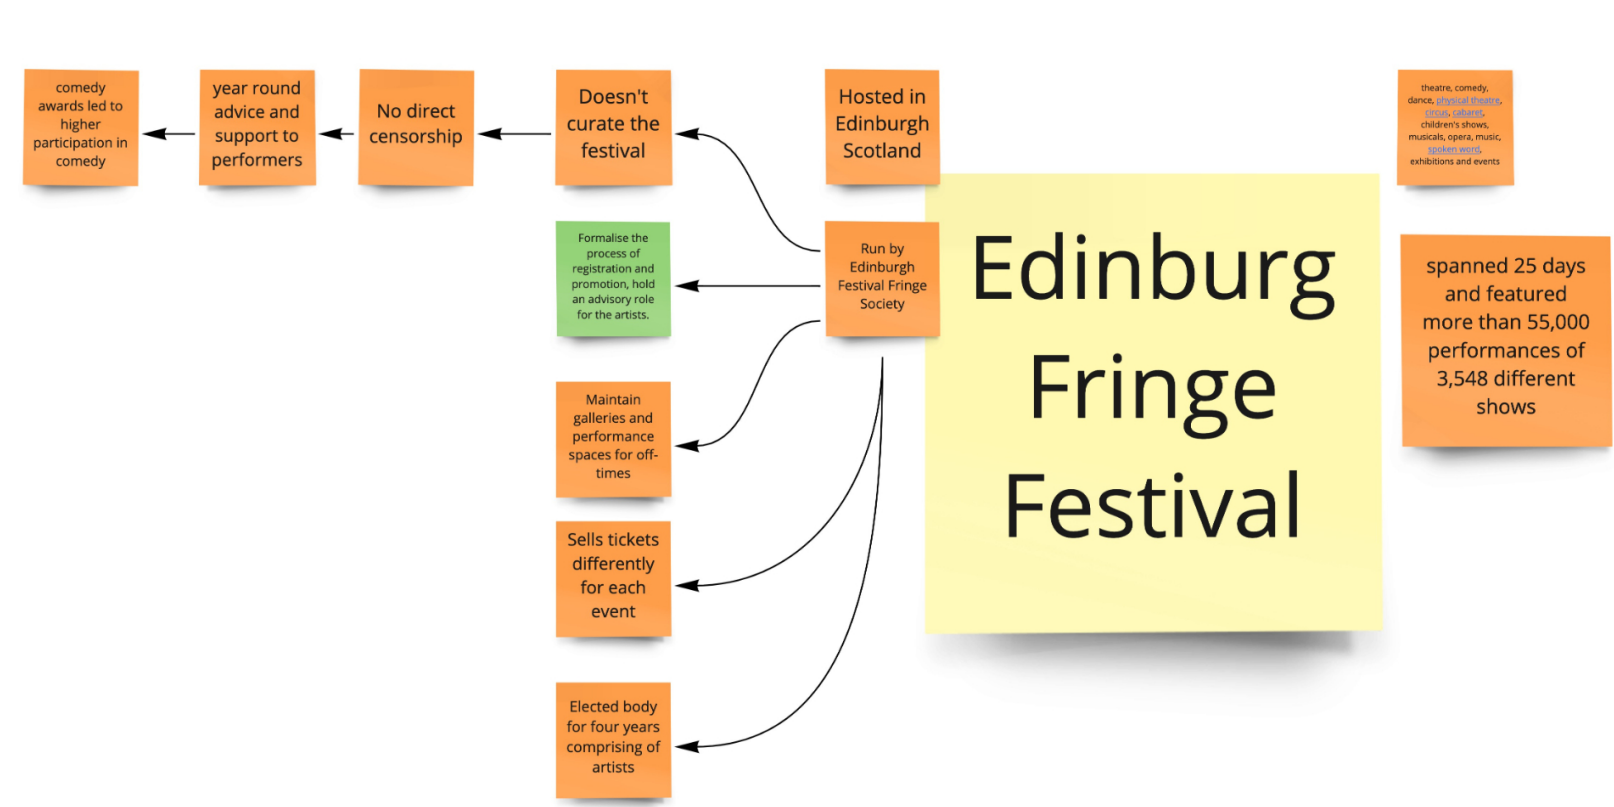 comedy
awards led to
higher
participation in
comedy
year round
advice and
support to
performers
No direct
censorship
Doesn't
curate the
festival
Hosted in
Edinburgh
Scotland
theatre, comedy,
dance, physical theatre,
circus, cabaret,
children's shows,
musicals, opera, music,
spoken word,
exhibitions and events
Formalise the
process of
registration and
promotion, hold
an advisory role
for the artists.
Run by
Edinburgh
Festival Fringe
Society
Edinburg
Fringe
Festival
spanned 25 days
and featured
more than 55,000
performances of
3,548 different
shows
Maintain
galleries and
performance
spaces for off-
times
Sells tickets
differently
for each
event
Elected body
for four years
comprising of
artists